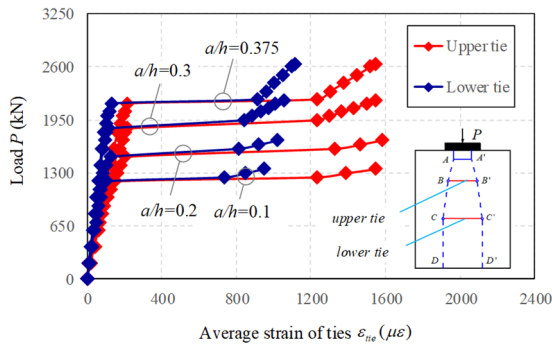 3250
2600
1950
1300
650
0
Load P (kN)
0
400
800
1200
1600
2000
2400
Average strain of ties ε_tie (με)
a/h=0.375
a/h=0.3
a/h=0.2
a/h=0.1
Upper tie
Lower tie
P
A A'
B B'
upper tie
C C'
lower tie
D D'